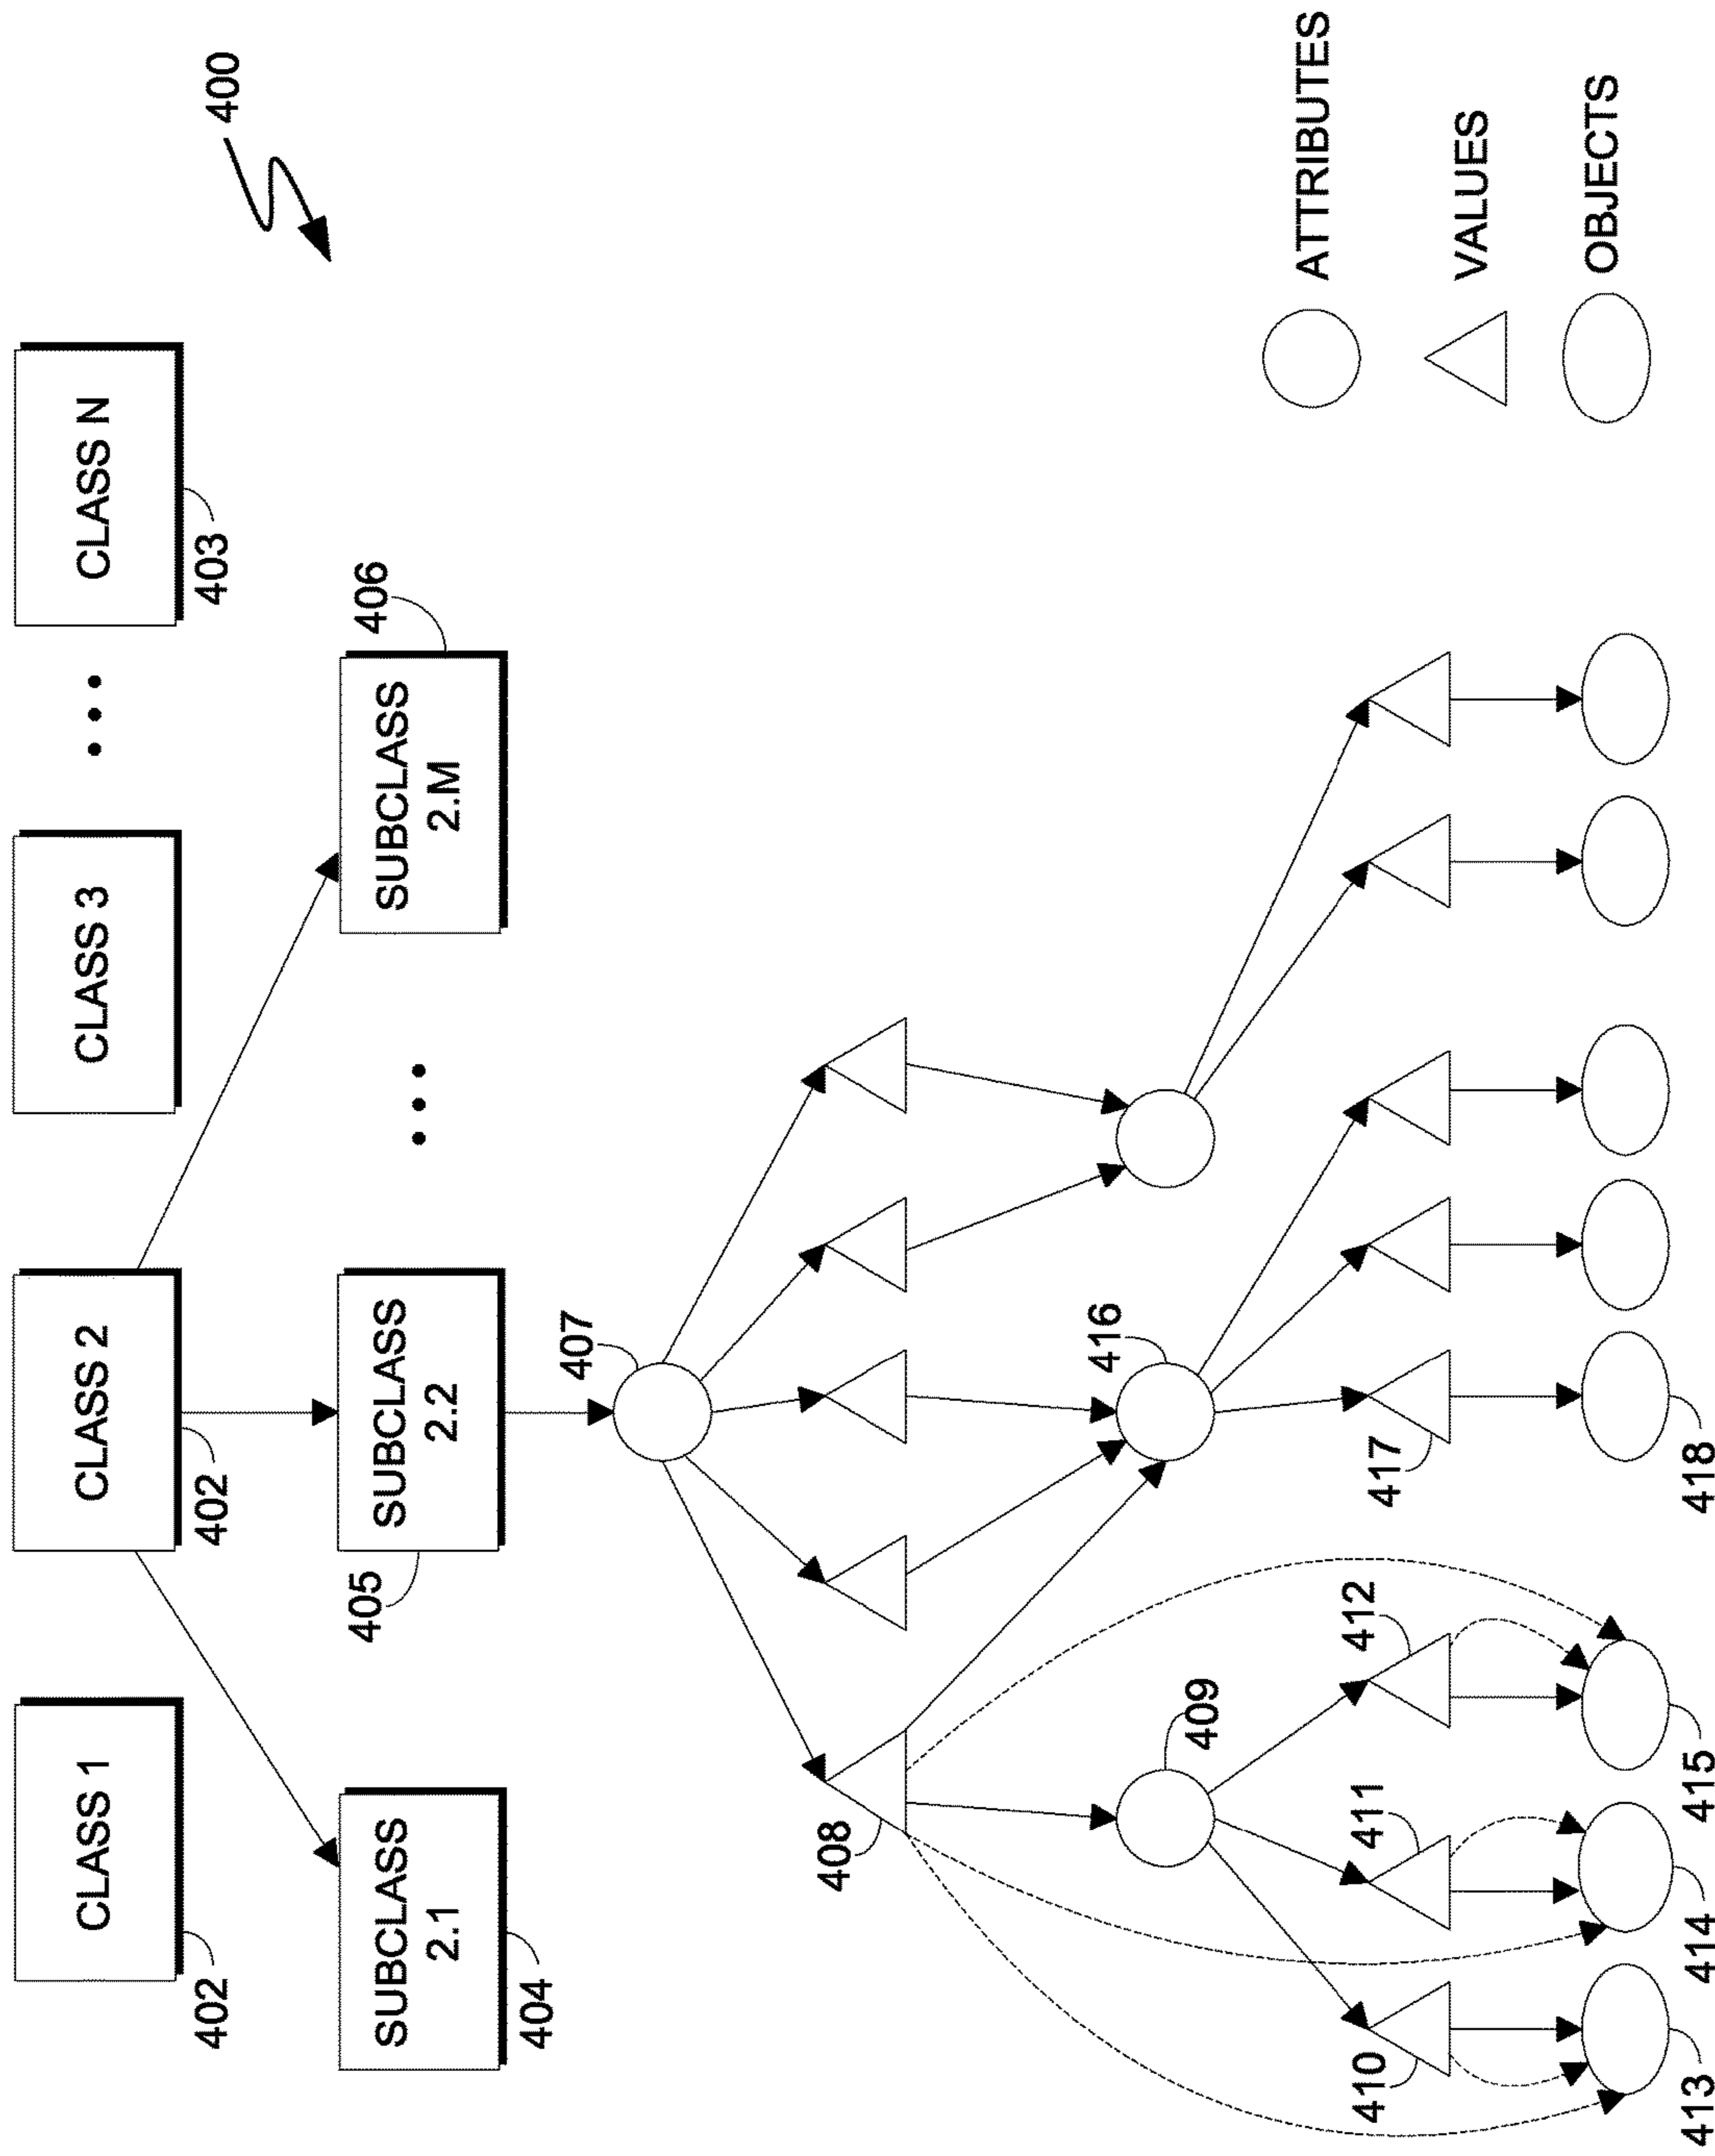 400
CLASS 1
402
CLASS 2
402
CLASS 3
• • •
CLASS N
403
SUBCLASS
2.1
404
SUBCLASS
2.2
405
• • •
SUBCLASS
2.M
406
407
408
409
416
410
411
412
417
413
414
415
418
ATTRIBUTES
VALUES
OBJECTS